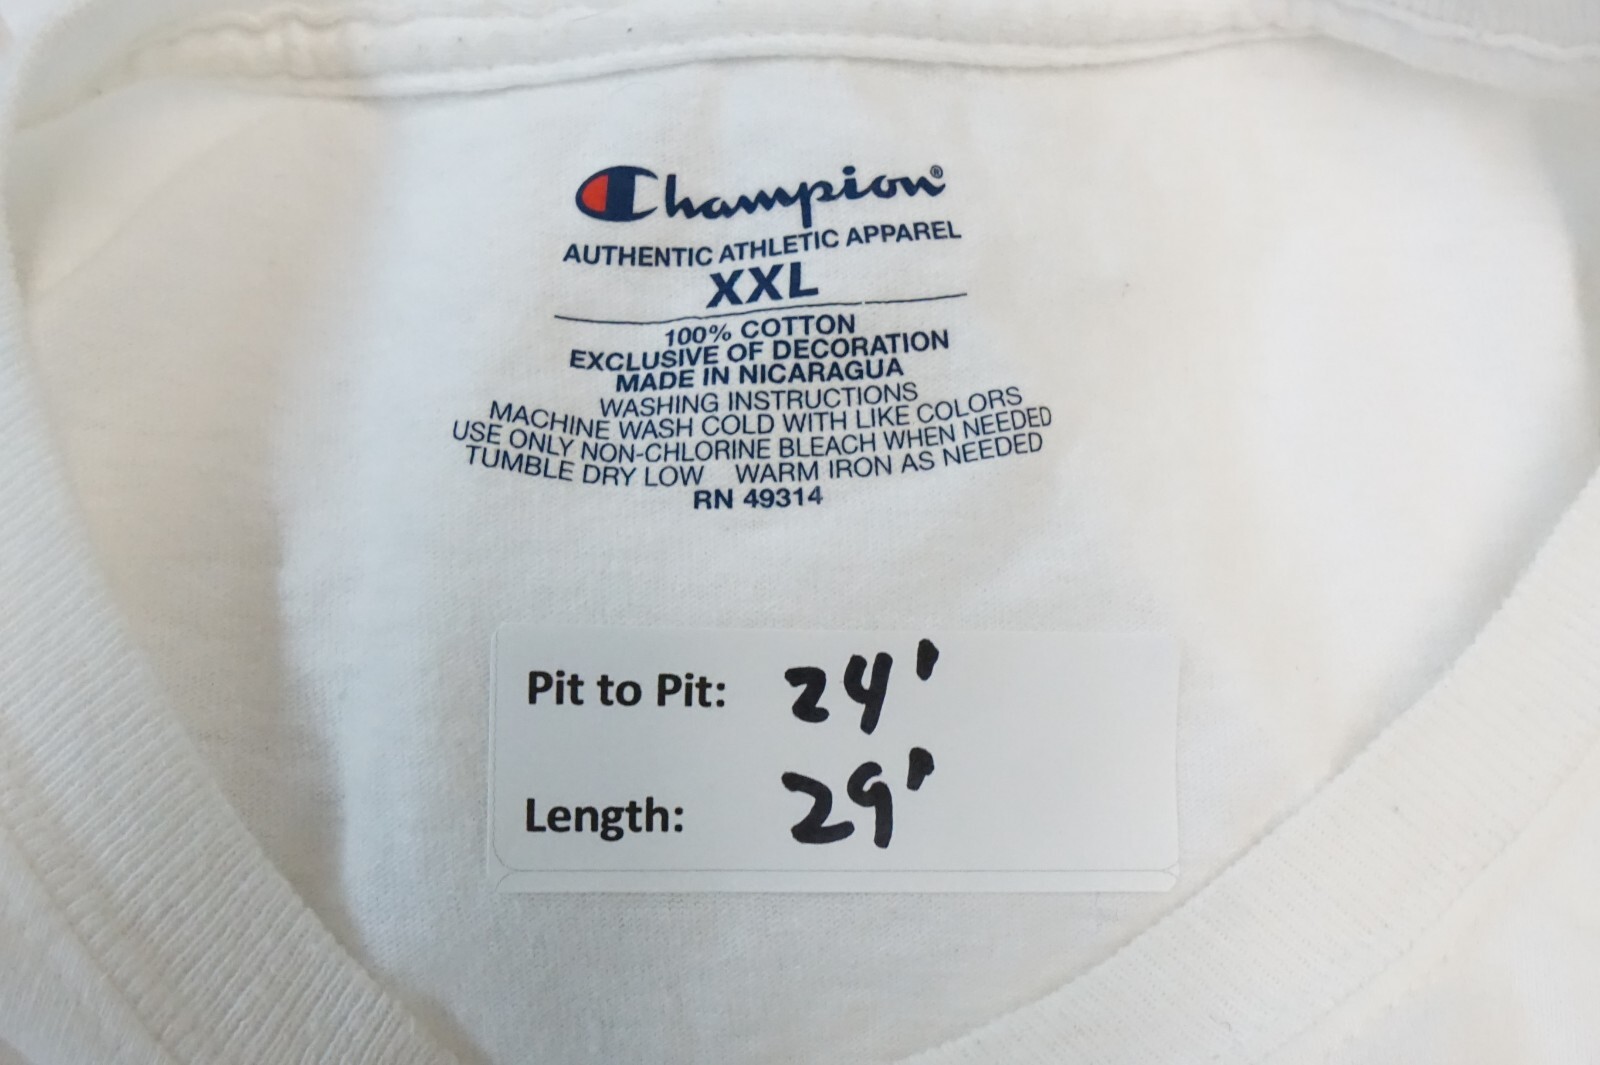 Champion®
AUTHENTIC ATHLETIC APPAREL
XXL
100% COTTON
EXCLUSIVE OF DECORATION
MADE IN NICARAGUA
WASHING INSTRUCTIONS
MACHINE WASH COLD WITH LIKE COLORS
USE ONLY NON-CHLORINE BLEACH WHEN NEEDED
TUMBLE DRY LOW WARM IRON AS NEEDED
RN 49314
Pit to Pit: 24'
Length: 29'